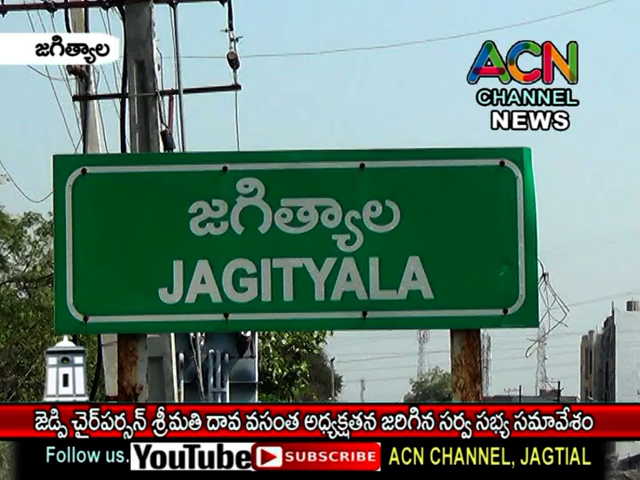 జగిత్యాల
ACN
CHANNEL
NEWS
జగిత్యాల
JAGITYALA
జెడ్పి చైర్‌పర్సన్ శ్రీమతి దావ వసంత అధ్యక్షతన జరిగిన సర్వ సభ్య సమావేశం
Follow us. YouTube SUBSCRIBE ACN CHANNEL, JAGTIAL